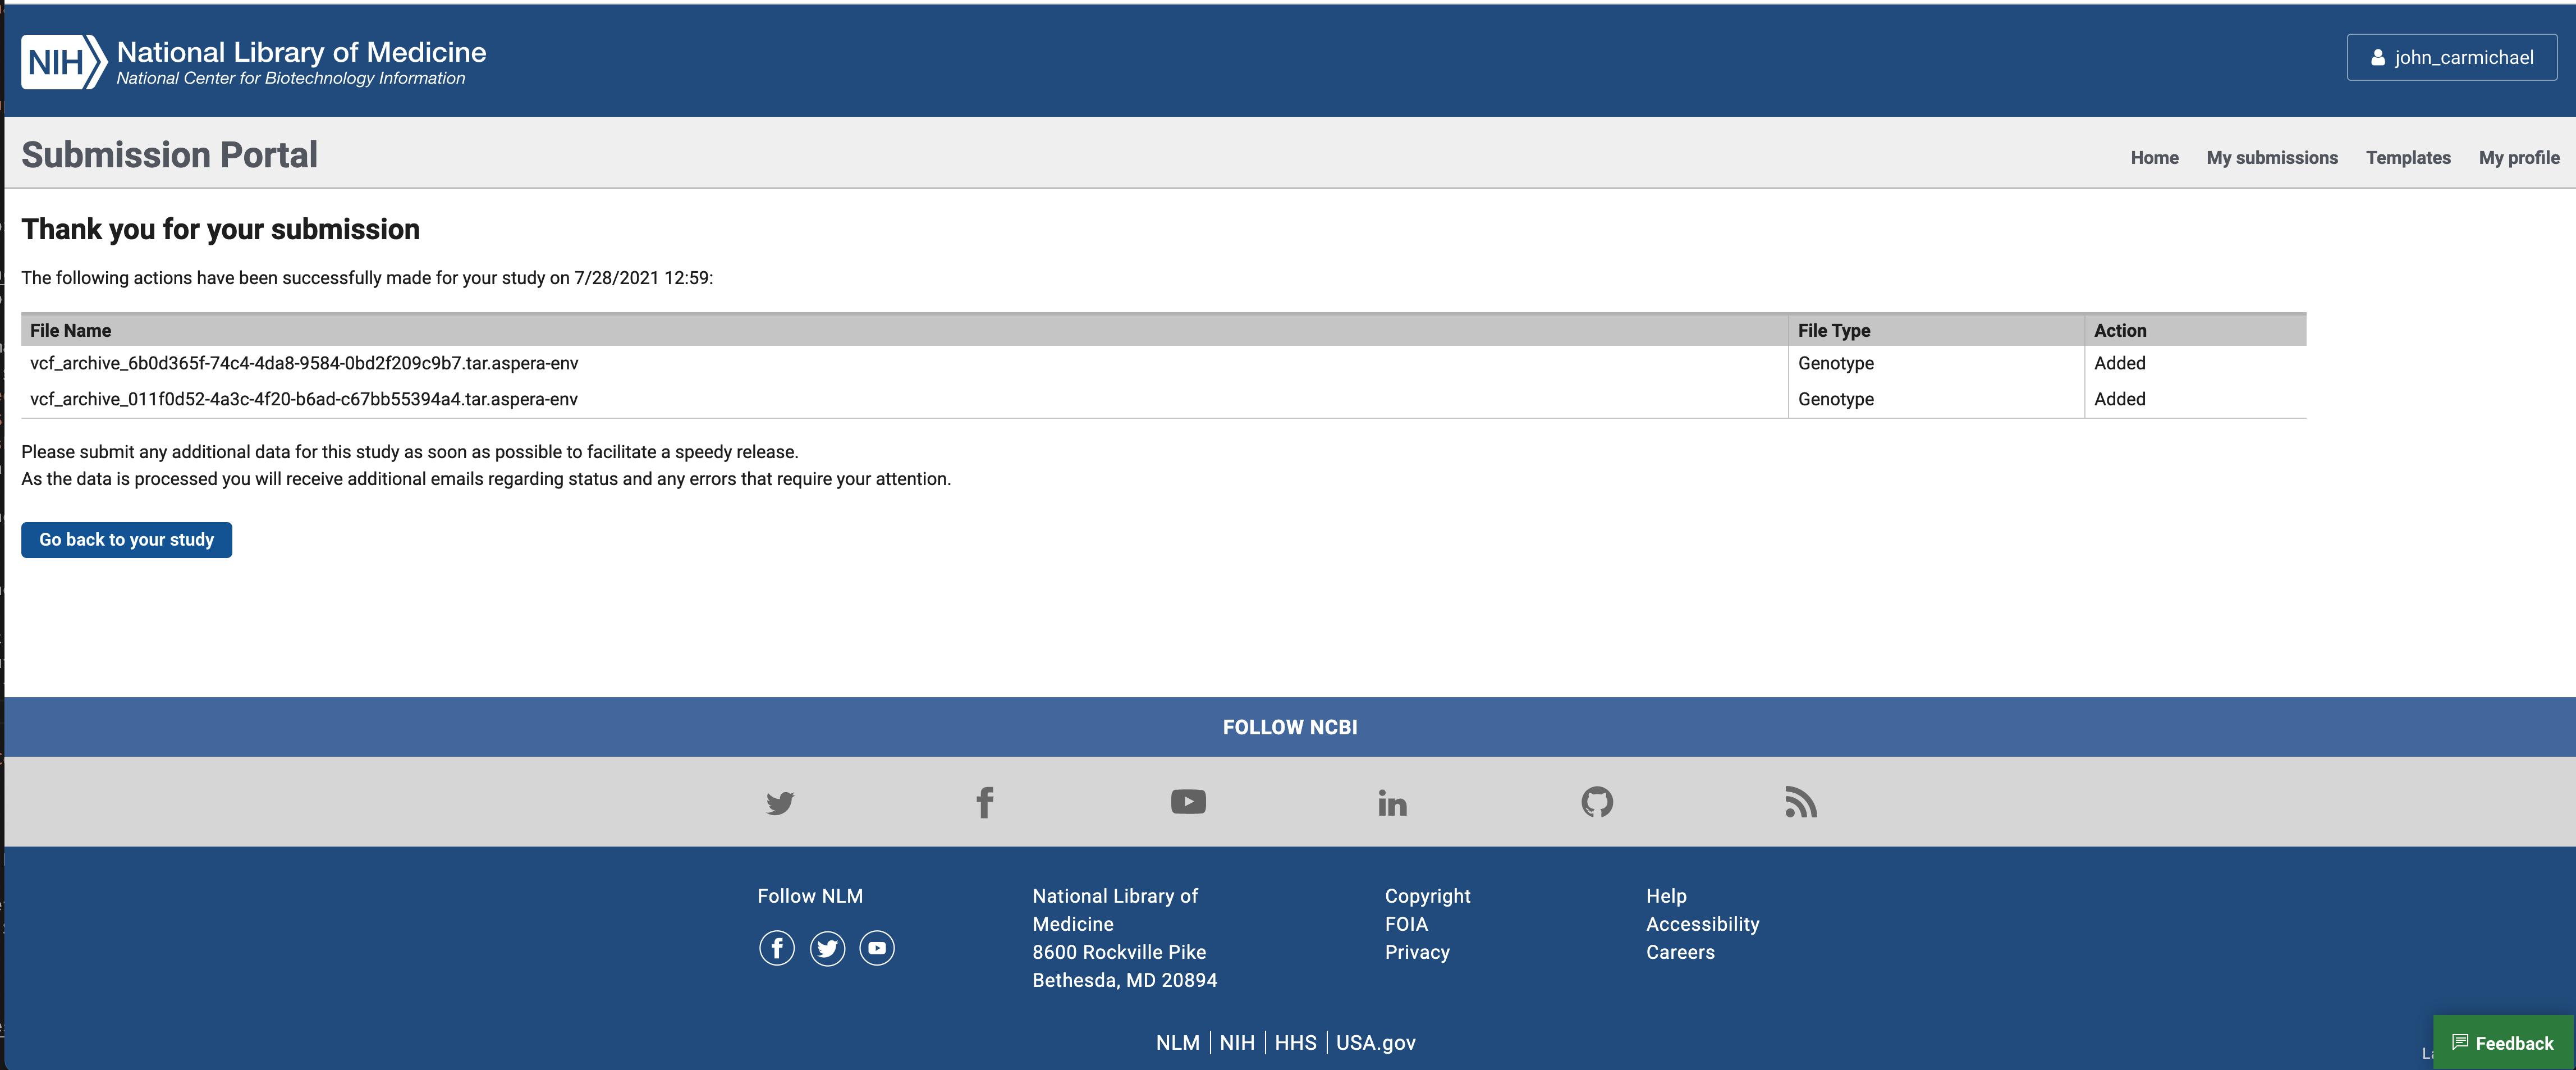 NIH National Library of Medicine
National Center for Biotechnology Information
john_carmichael
Submission Portal
Home My submissions Templates My profile
Thank you for your submission
The following actions have been successfully made for your study on 7/28/2021 12:59:
File Name File Type Action
vcf_archive_6b0d365f-74c4-4da8-9584-0bd2f209c9b7.tar.aspera-env Genotype Added
vcf_archive_011f0d52-4a3c-4f20-b6ad-c67bb55394a4.tar.aspera-env Genotype Added
Please submit any additional data for this study as soon as possible to facilitate a speedy release.
As the data is processed you will receive additional emails regarding status and any errors that require your attention.
Go back to your study
FOLLOW NCBI
Follow NLM
National Library of
Medicine
8600 Rockville Pike
Bethesda, MD 20894
Copyright
FOIA
Privacy
Help
Accessibility
Careers
NLM | NIH | HHS | USA.gov
Feedback